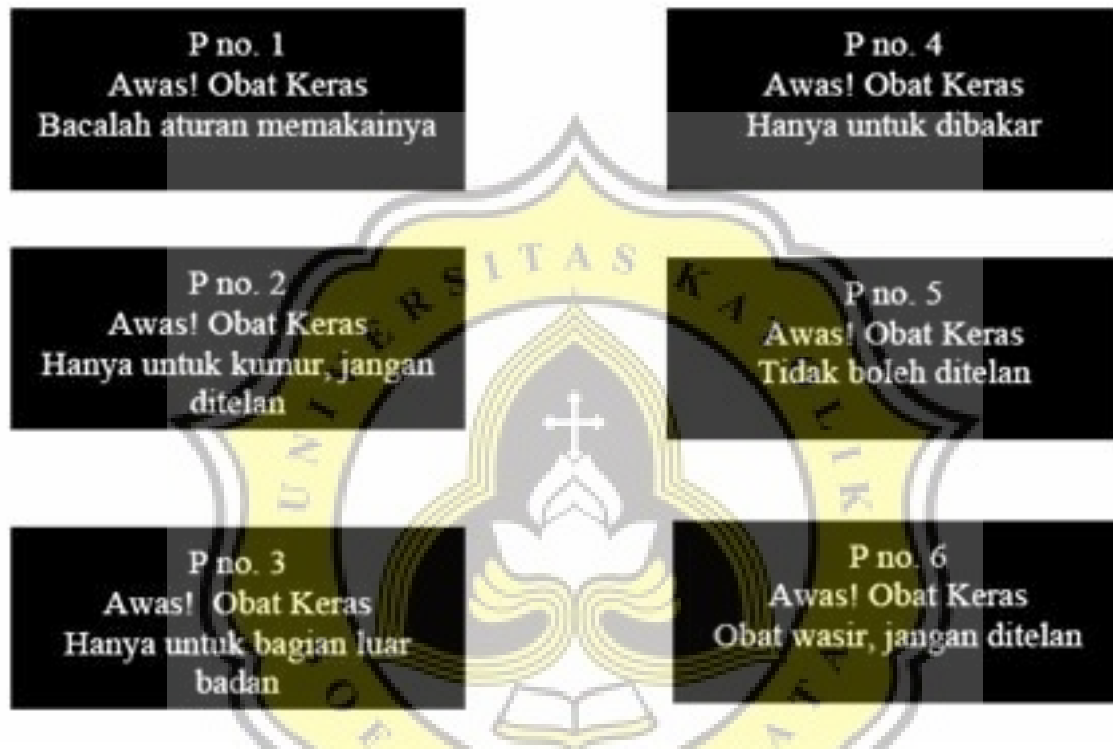 P no. 1
Awas! Obat Keras
Bacalah aturan memakainya
P no. 2
Awas! Obat Keras
Hanya untuk kumur, jangan
ditelan
P no. 3
Awas! Obat Keras
Hanya untuk bagian luar
badan
P no. 4
Awas! Obat Keras
Hanya untuk dibakar
P no. 5
Awas! Obat Keras
Tidak boleh ditelan
P no. 6
Awas! Obat Keras
Obat wasir, jangan ditelan
UNIVERSITAS KATOLIK